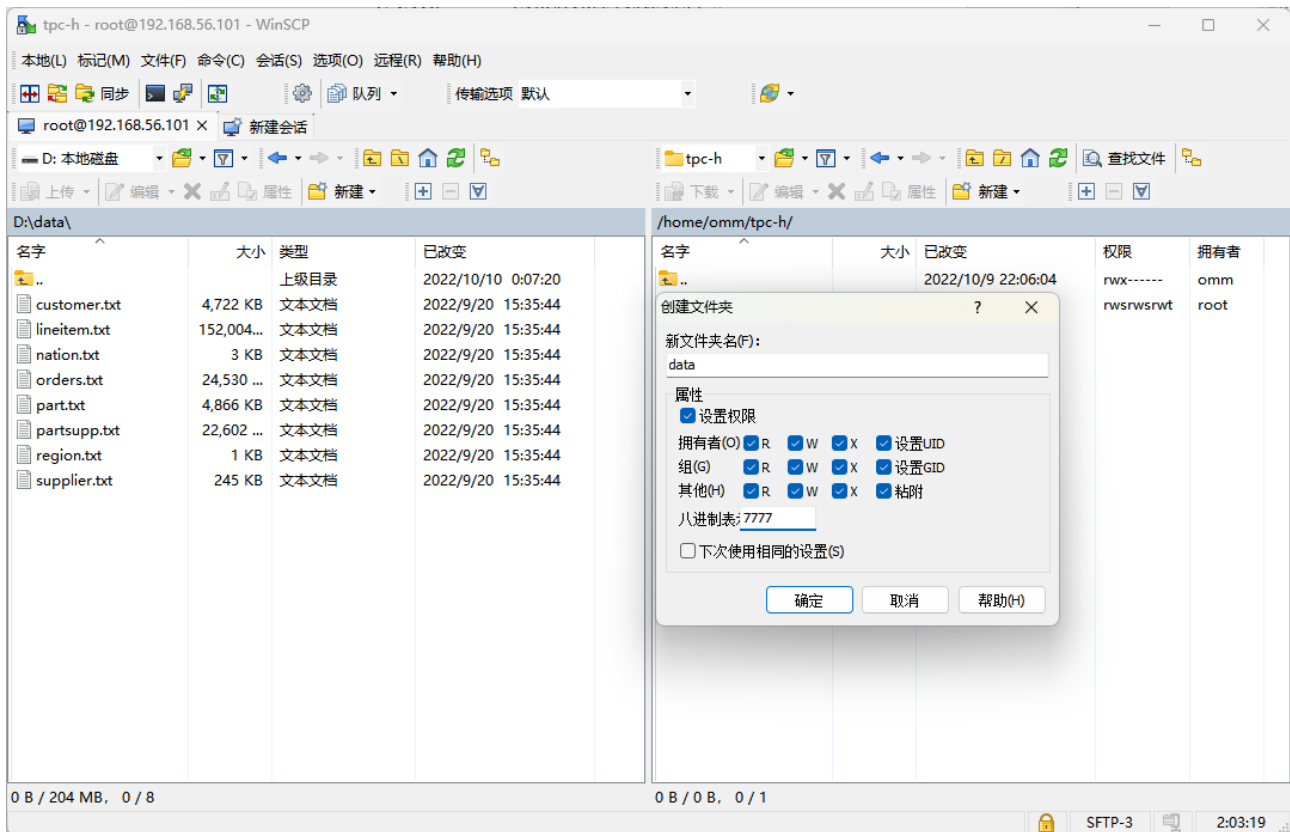 tpc-h - root@192.168.56.101 - WinSCP
本地(L) 标记(M) 文件(F) 命令(C) 会话(S) 选项(O) 远程(R) 帮助(H)
同步 队列 传输选项 默认
root@192.168.56.101 × 新建会话
D: 本地磁盘 tpc-h 查找文件
上传 编辑 属性 新建 下载 编辑 属性 新建
D:\data\ /home/omm/tpc-h/
名字 大小 类型 已改变 名字 大小 已改变 权限 拥有者
.. 上级目录 2022/10/10 0:07:20 .. 2022/10/9 22:06:04 rwx------ omm
customer.txt 4,722 KB 文本文档 2022/9/20 15:35:44 rwsrwsrwt root
lineitem.txt 152,004... 文本文档 2022/9/20 15:35:44
nation.txt 3 KB 文本文档 2022/9/20 15:35:44
orders.txt 24,530 ... 文本文档 2022/9/20 15:35:44
part.txt 4,866 KB 文本文档 2022/9/20 15:35:44
partsupp.txt 22,602 ... 文本文档 2022/9/20 15:35:44
region.txt 1 KB 文本文档 2022/9/20 15:35:44
supplier.txt 245 KB 文本文档 2022/9/20 15:35:44
创建文件夹 ?
新文件夹名(F):
data
属性
设置权限
拥有者(O) R W X 设置UID
组(G) R W X 设置GID
其他(H) R W X 粘附
八进制表 7777
下次使用相同的设置(S)
确定 取消 帮助(H)
0 B / 204 MB, 0 / 8 0 B / 0 B, 0 / 1
SFTP-3 2:03:19